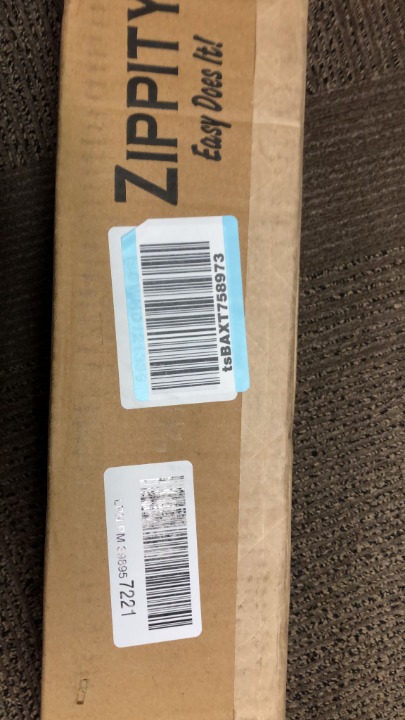 ZIPPITY
Easy Does It!
tsBAXT758973
7221